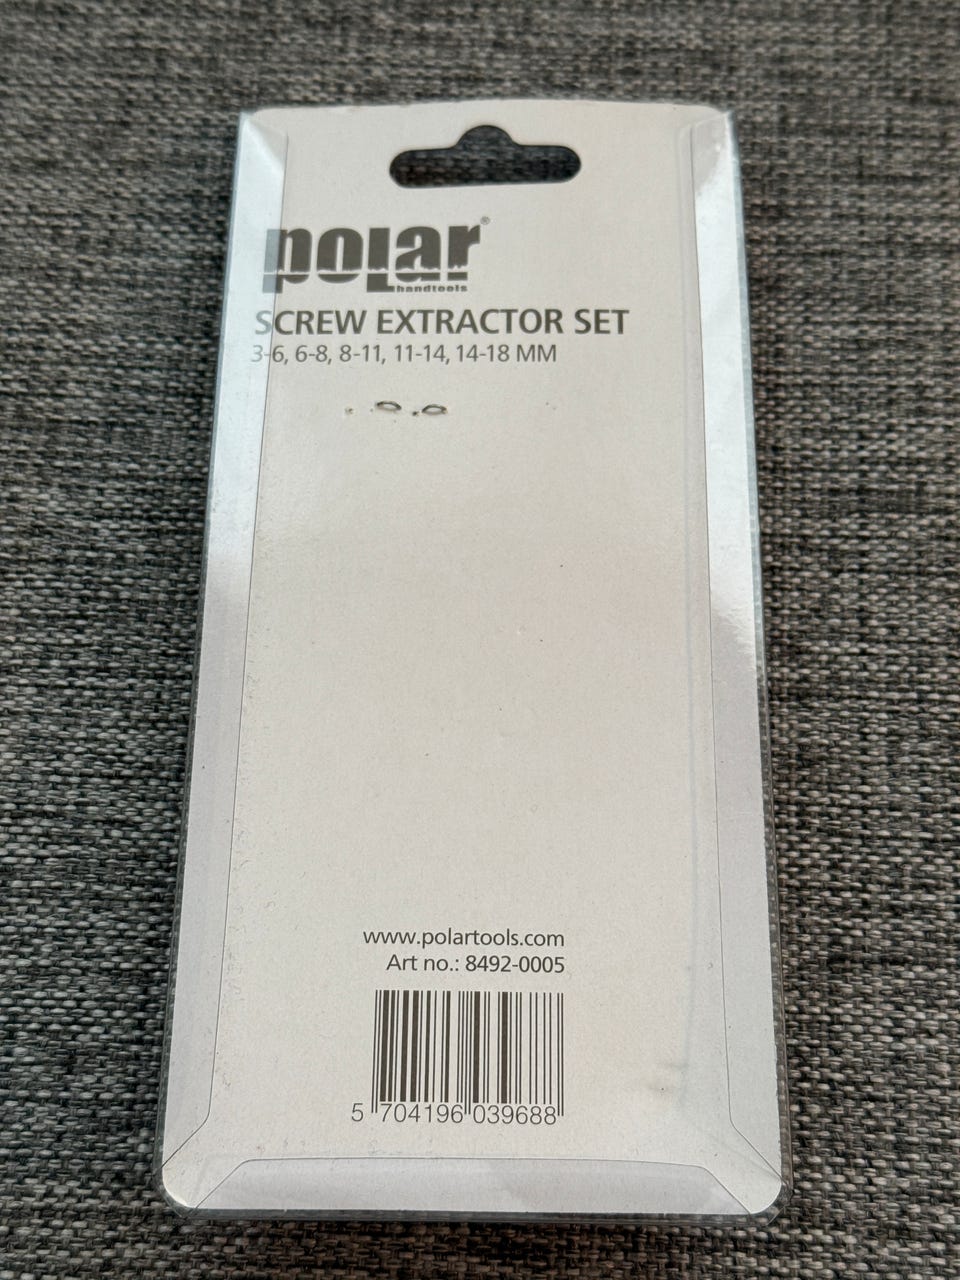 polar®
handtools
SCREW EXTRACTOR SET
3-6, 6-8, 8-11, 11-14, 14-18 MM
www.polartools.com
Art no.: 8492-0005
5 704196 039688